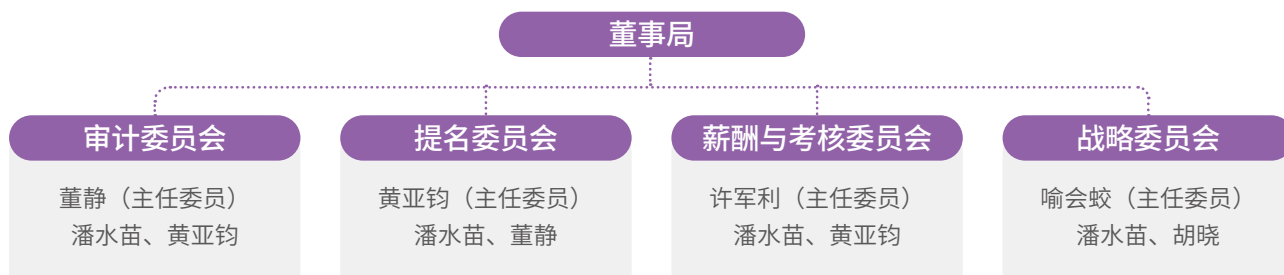 董事局
审计委员会
提名委员会
薪酬与考核委员会
战略委员会
董静（主任委员）
潘水苗、黄亚钧
黄亚钧（主任委员）
潘水苗、董静
许军利（主任委员）
潘水苗、黄亚钧
喻会蛟（主任委员）
潘水苗、胡晓